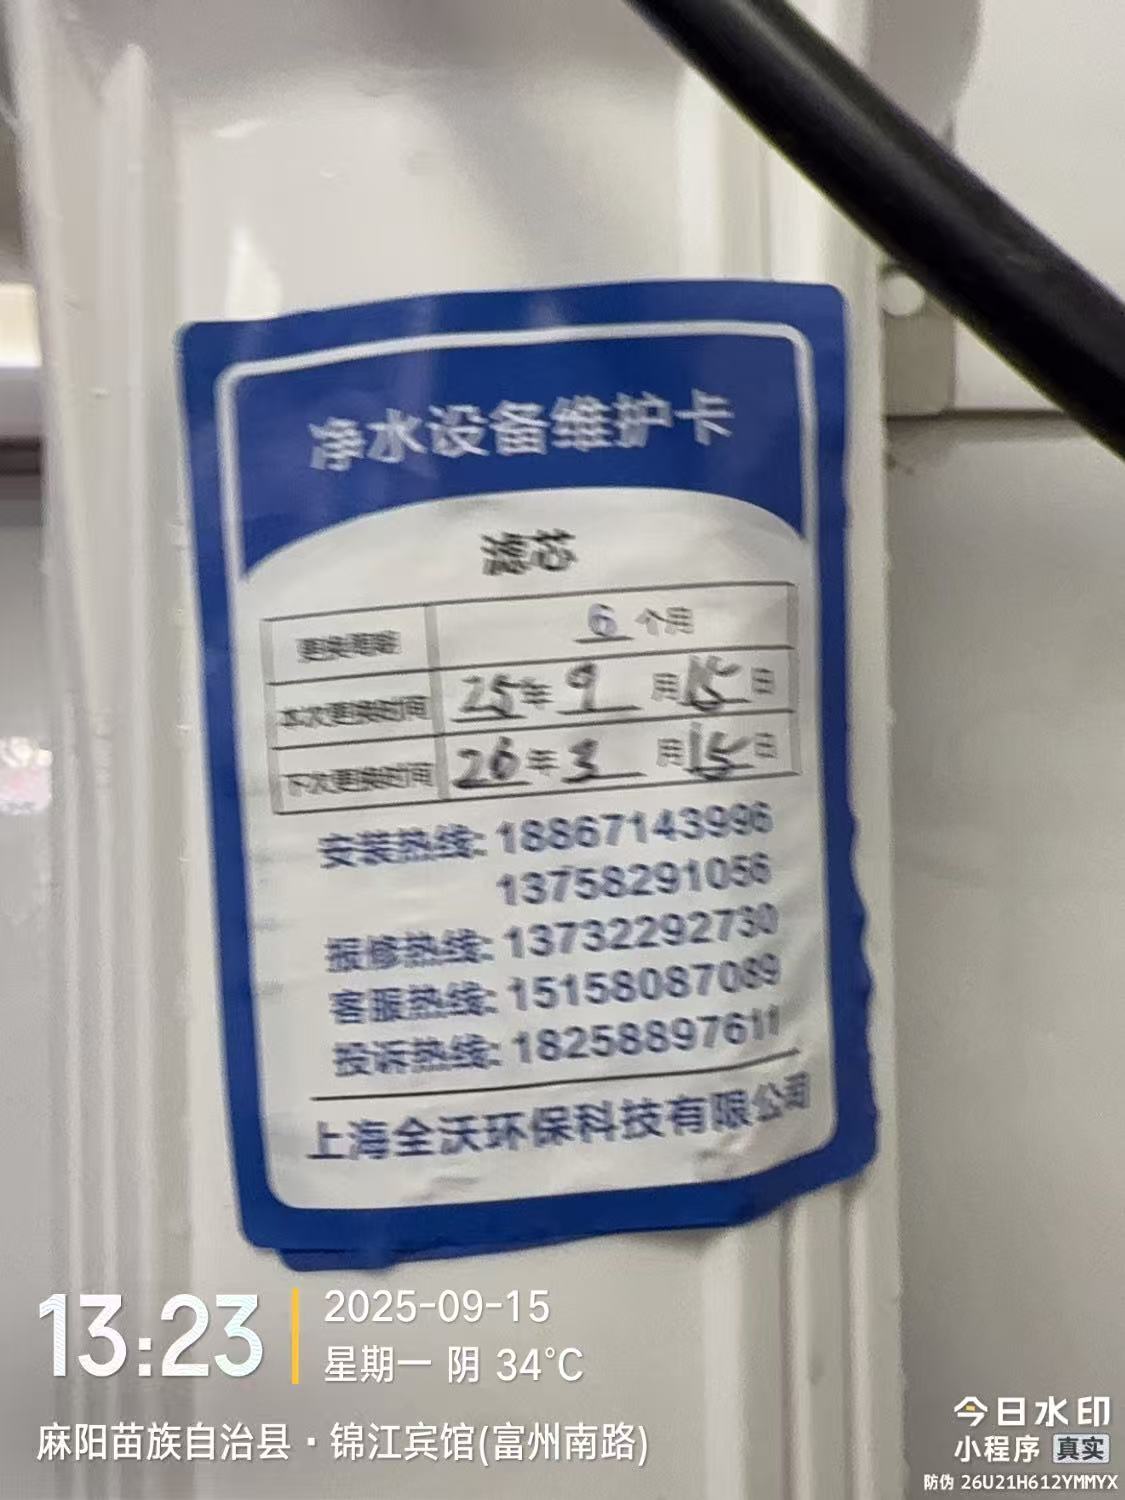 净水设备维护卡
滤芯
更换周期 6 个月
本次更换时间 25年 9 月 15 日
下次更换时间 26年 3 月 15 日
安装热线: 18867143996
13758291056
报修热线: 13732292730
客服热线: 15158087089
投诉热线: 18258897611
上海全沃环保科技有限公司
13:23
2025-09-15
星期一 阴 34°C
麻阳苗族自治县·锦江宾馆(富州南路)
今日水印
小程序 真实
防伪 26U21H612YMMYX